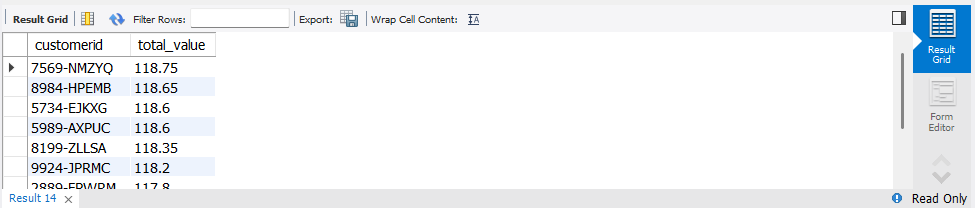 Result Grid Filter Rows: Export: Wrap Cell Content: IA
customerid total_value
7569-NMZYQ 118.75
8984-HPEMB 118.65
5734-EJKXG 118.6
5989-AXPUC 118.6
8199-ZLLSA 118.35
9924-JPRMC 118.2
117.8
Result Grid
Form Editor
Result 14 × Read Only